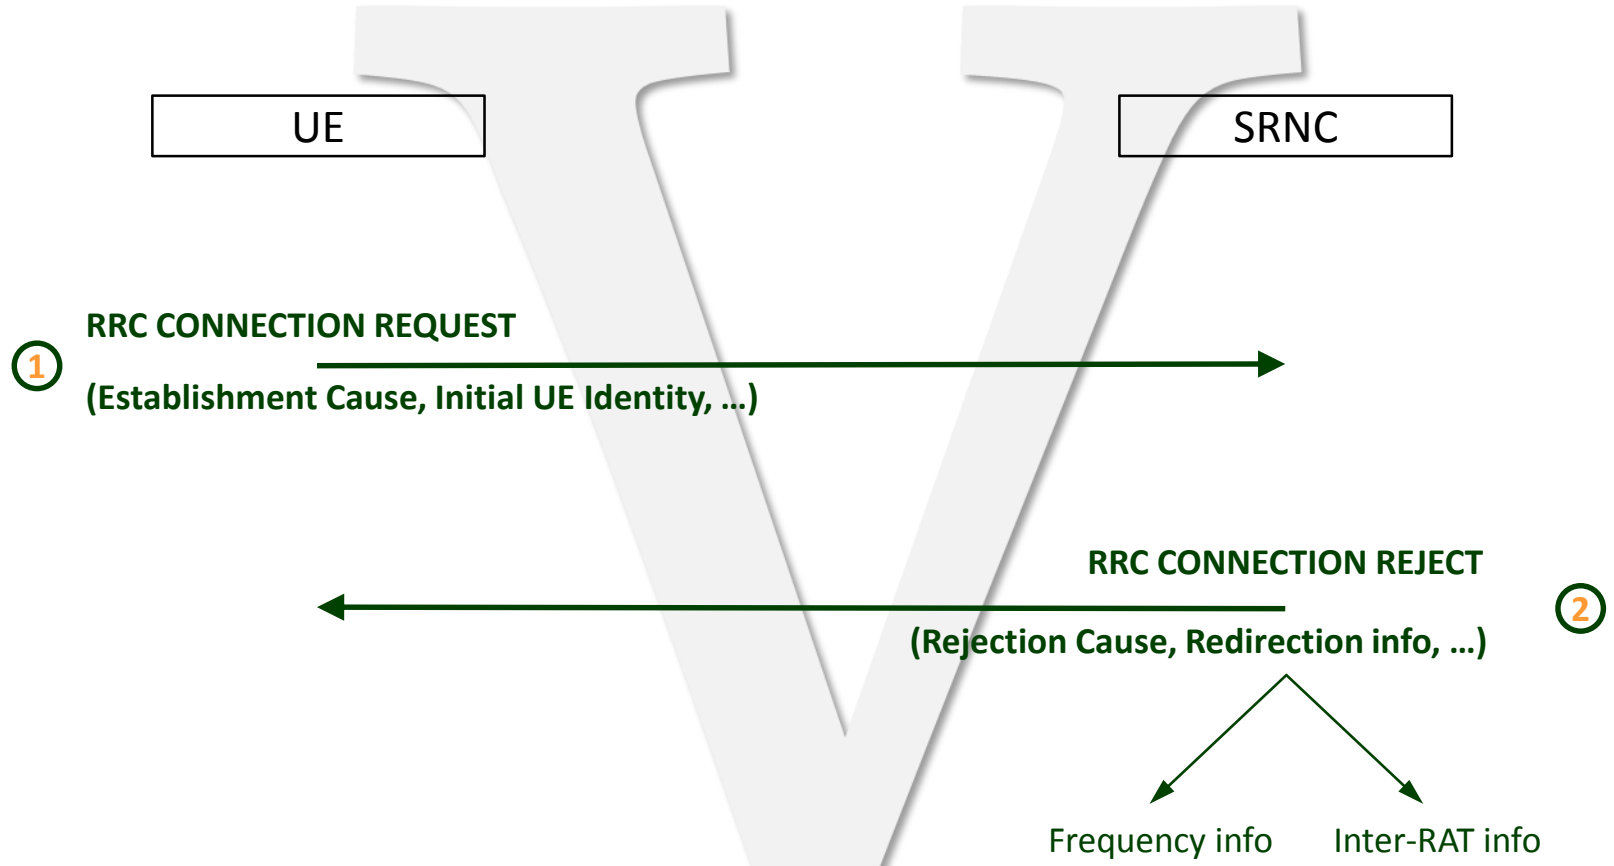 UE
SRNC
RRC CONNECTION REQUEST
1
(Establishment Cause, Initial UE Identity, …)
RRC CONNECTION REJECT
2
(Rejection Cause, Redirection info, …)
Frequency info
Inter-RAT info
V